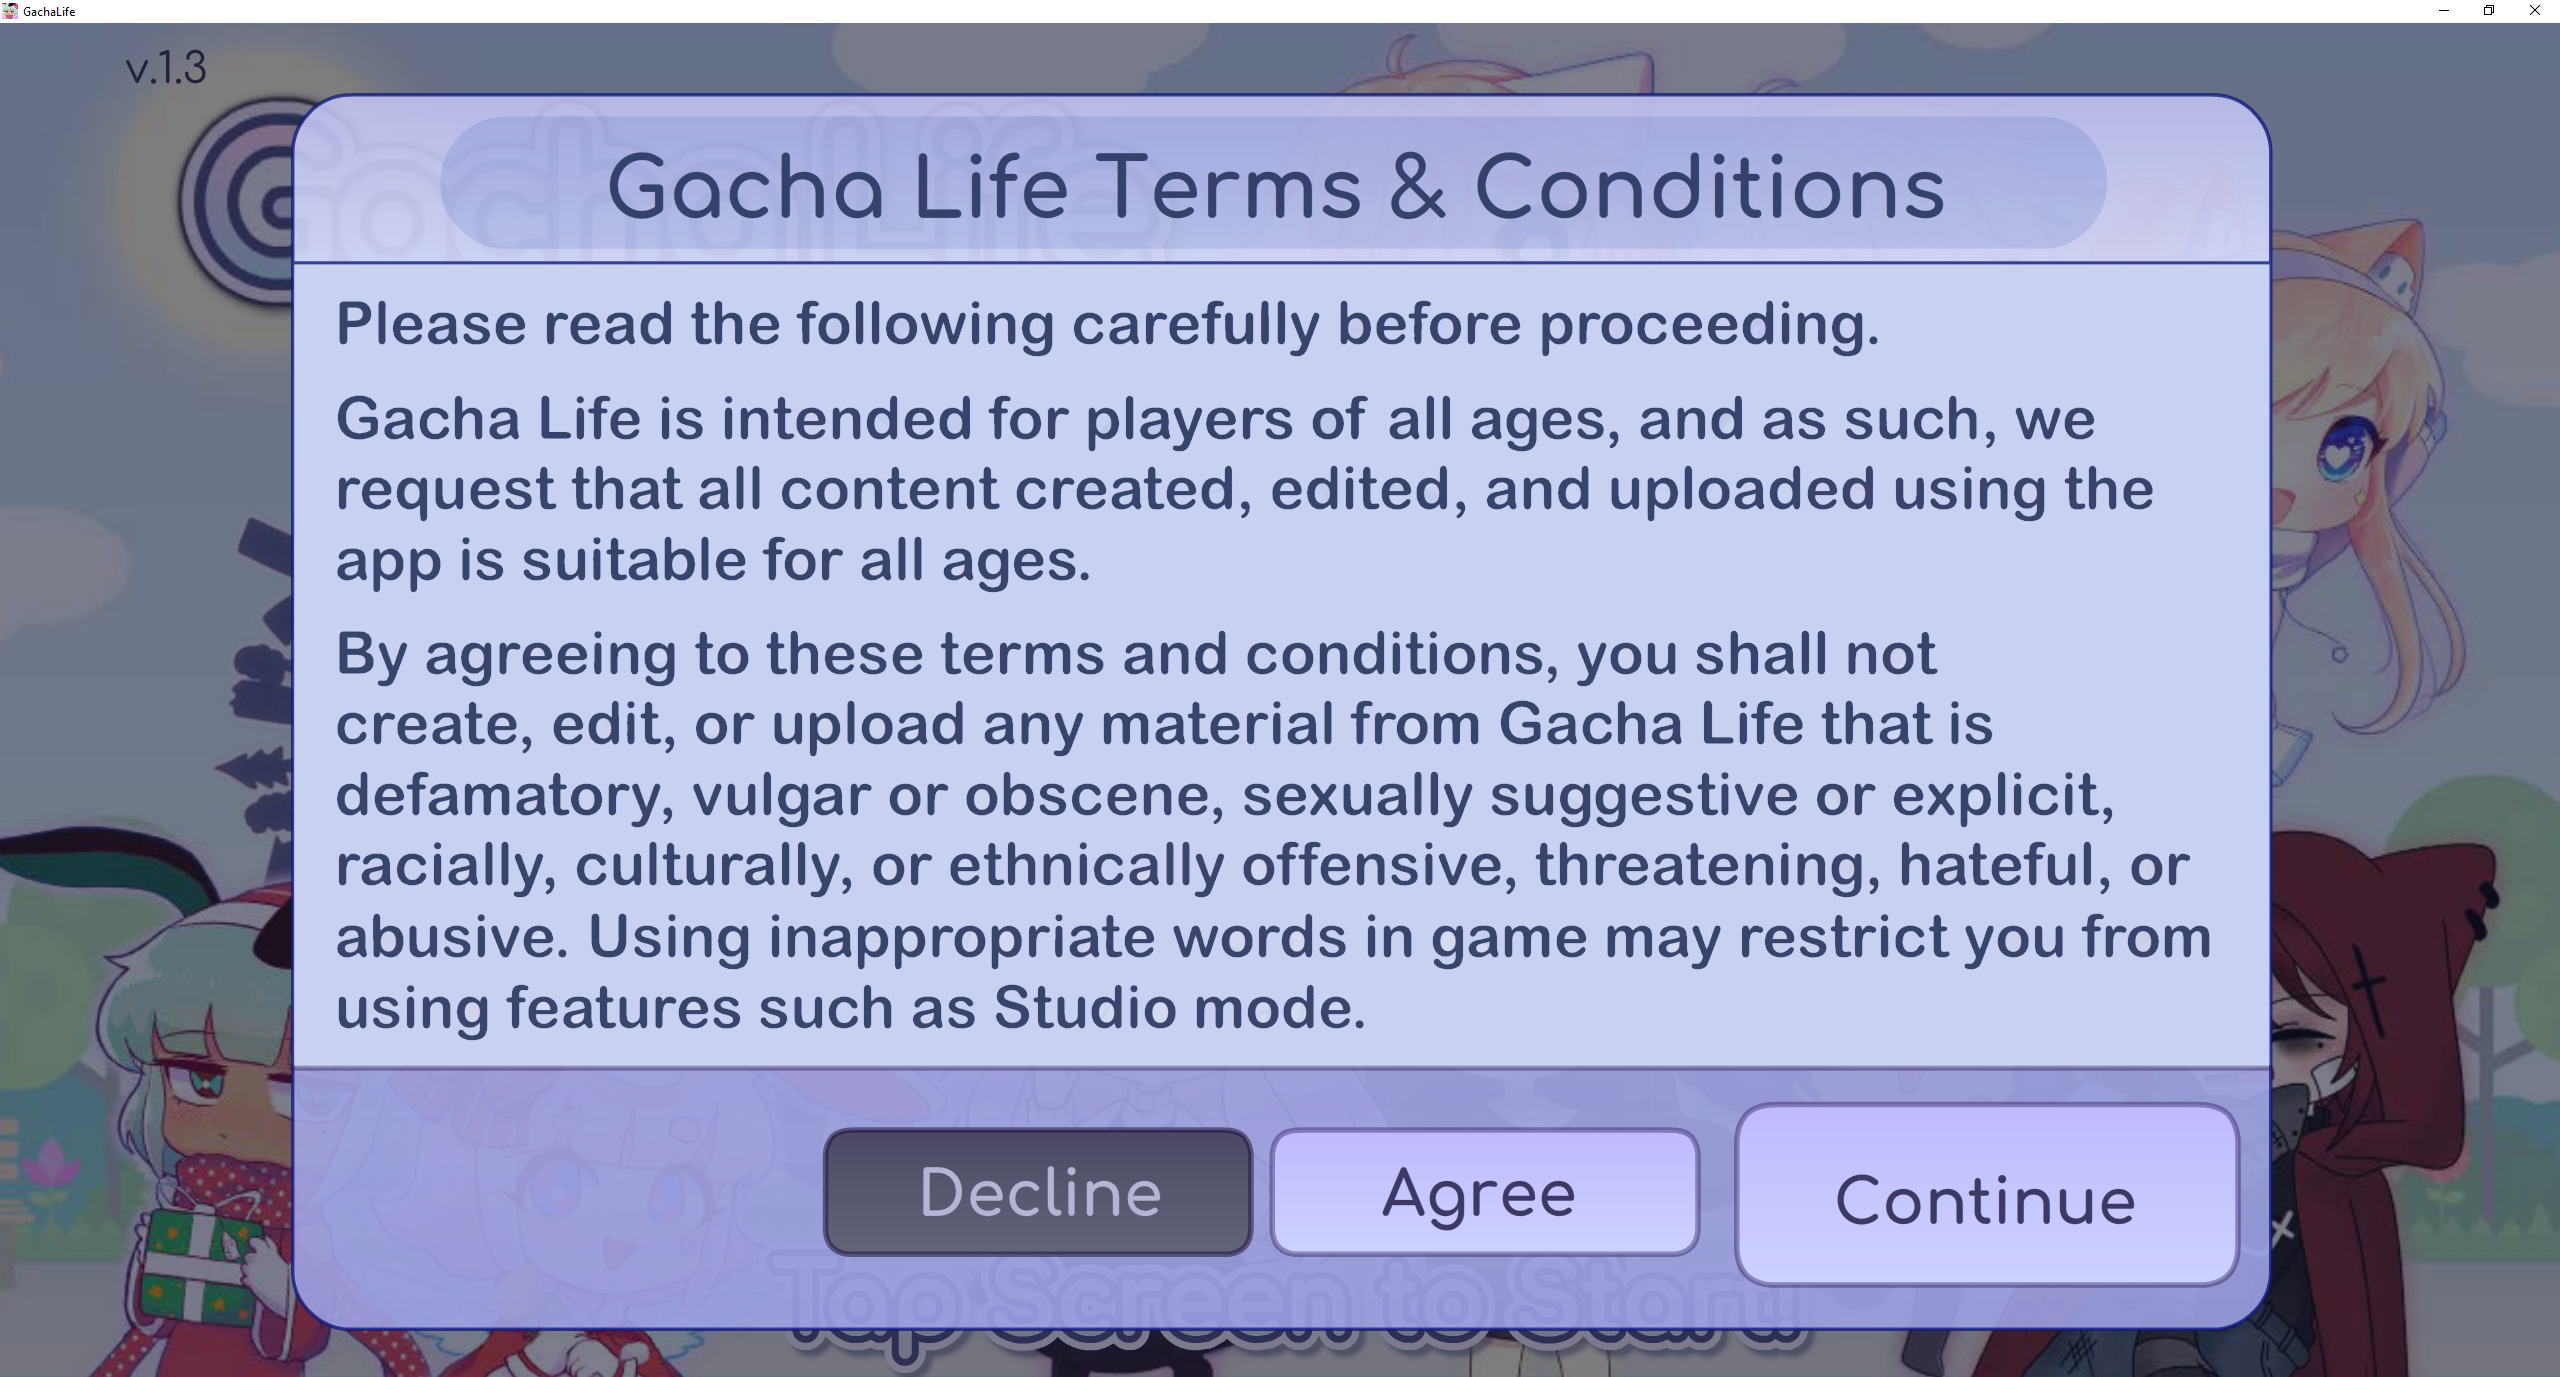 GachaLife
v.1.3
Gacha Life
Gacha Life Terms & Conditions
Please read the following carefully before proceeding.
Gacha Life is intended for players of all ages, and as such, we
request that all content created, edited, and uploaded using the
app is suitable for all ages.
By agreeing to these terms and conditions, you shall not
create, edit, or upload any material from Gacha Life that is
defamatory, vulgar or obscene, sexually suggestive or explicit,
racially, culturally, or ethnically offensive, threatening, hateful, or
abusive. Using inappropriate words in game may restrict you from
using features such as Studio mode.
Decline
Agree
Continue
Tap Screen to Start!